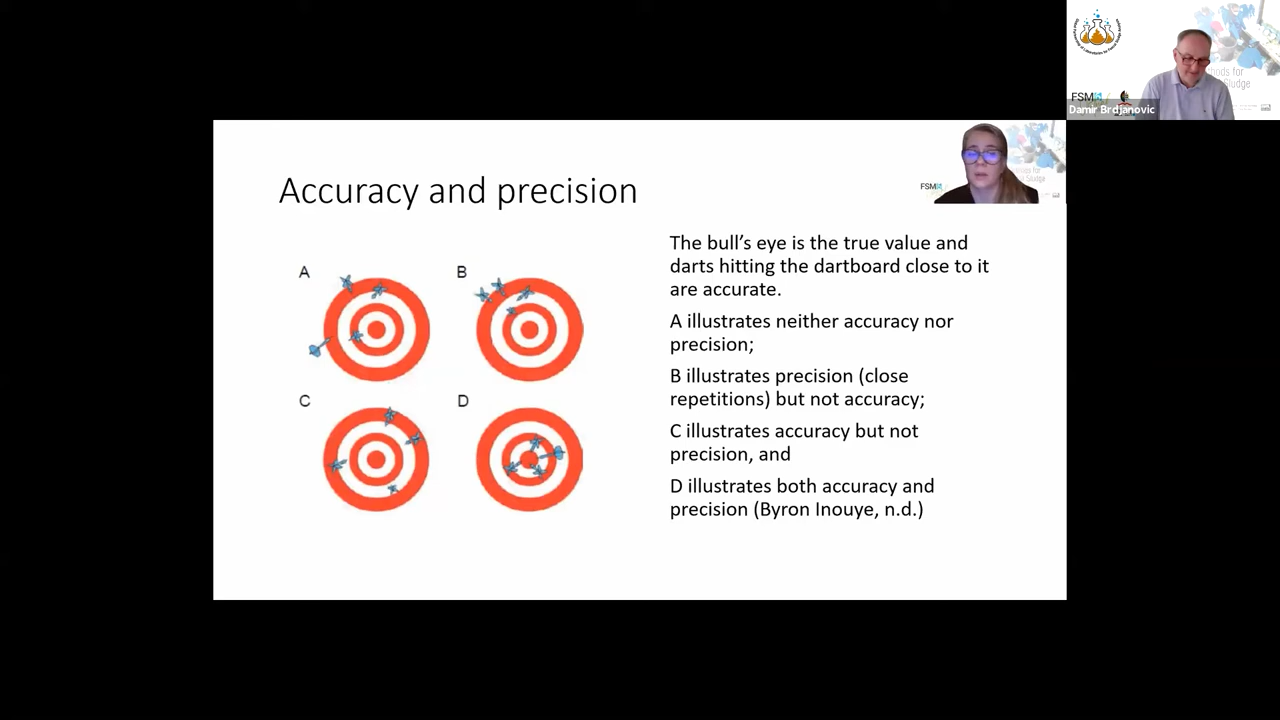 Accuracy and precision
A
B
C
D
The bull’s eye is the true value and
darts hitting the dartboard close to it
are accurate.
A illustrates neither accuracy nor
precision;
B illustrates precision (close
repetitions) but not accuracy;
C illustrates accuracy but not
precision, and
D illustrates both accuracy and
precision (Byron Inouye, n.d.)
FSM
Sludge
FSM
Damir Brdjanovic